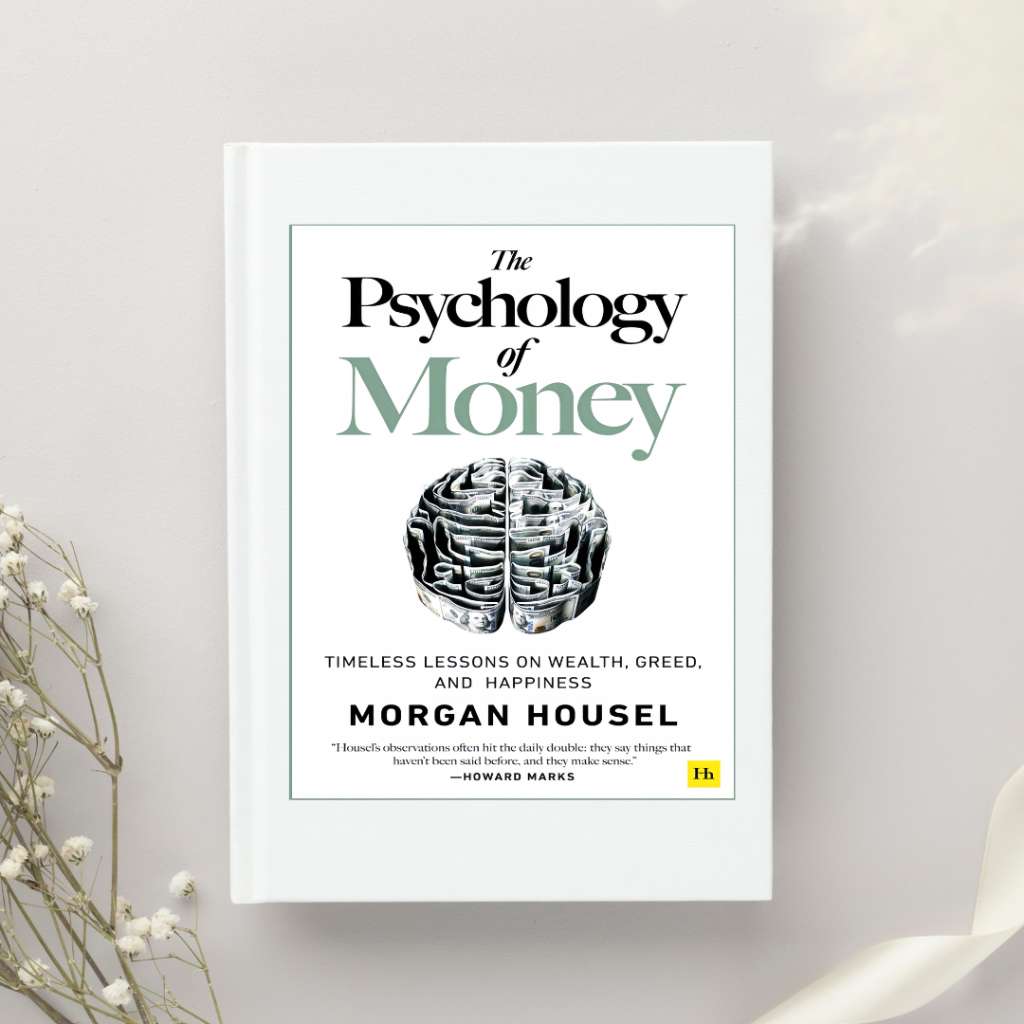 The
Psychology
of
Money
TIMELESS LESSONS ON WEALTH, GREED,
AND HAPPINESS
MORGAN HOUSEL
“Housel's observations often hit the daily double: they say things that
haven't been said before, and they make sense.”
—HOWARD MARKS
Hh